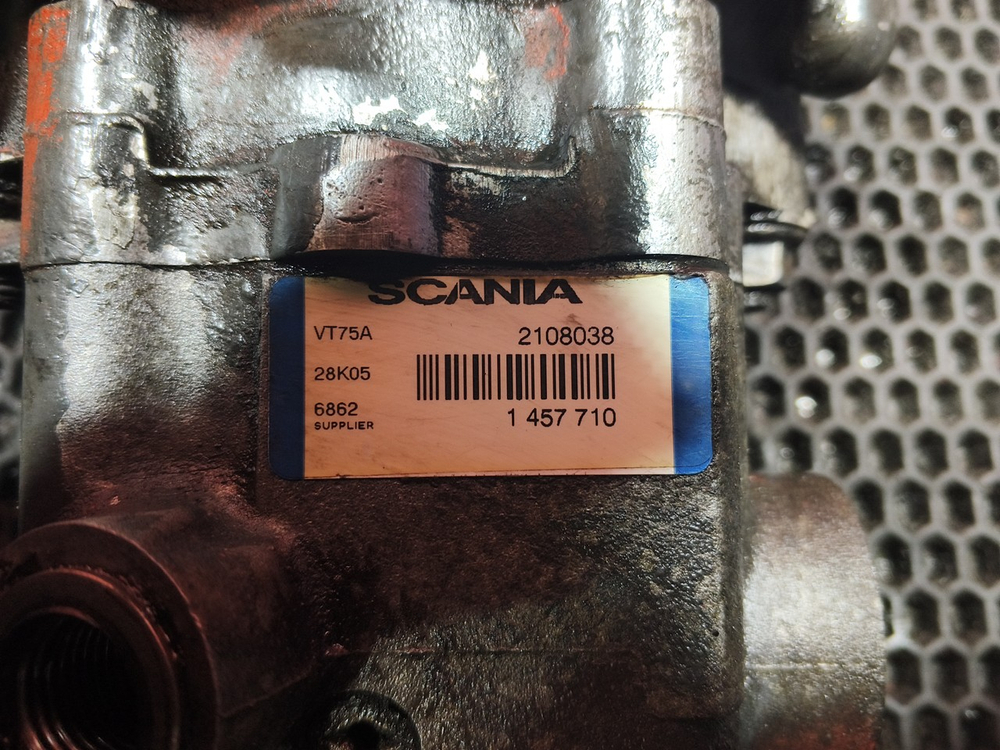 SCANIA
VT75A 2108038
28K05
6862 1 457 710
SUPPLIER